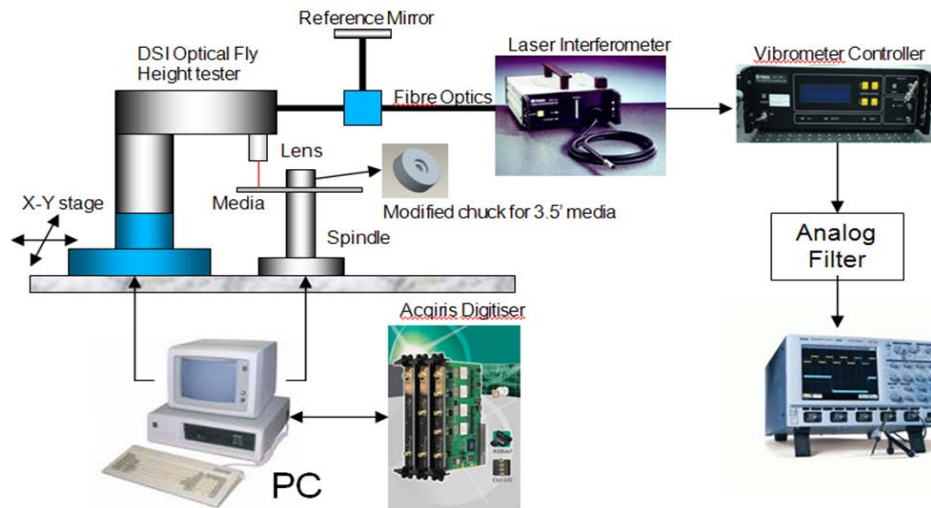 Reference Mirror
DSI Optical Fly
Height tester
Laser Interferometer
Vibrometer Controller
Fibre Optics
Lens
X-Y stage
Media
Modified chuck for 3.5' media
Spindle
Analog
Filter
Acqiris Digitiser
PC